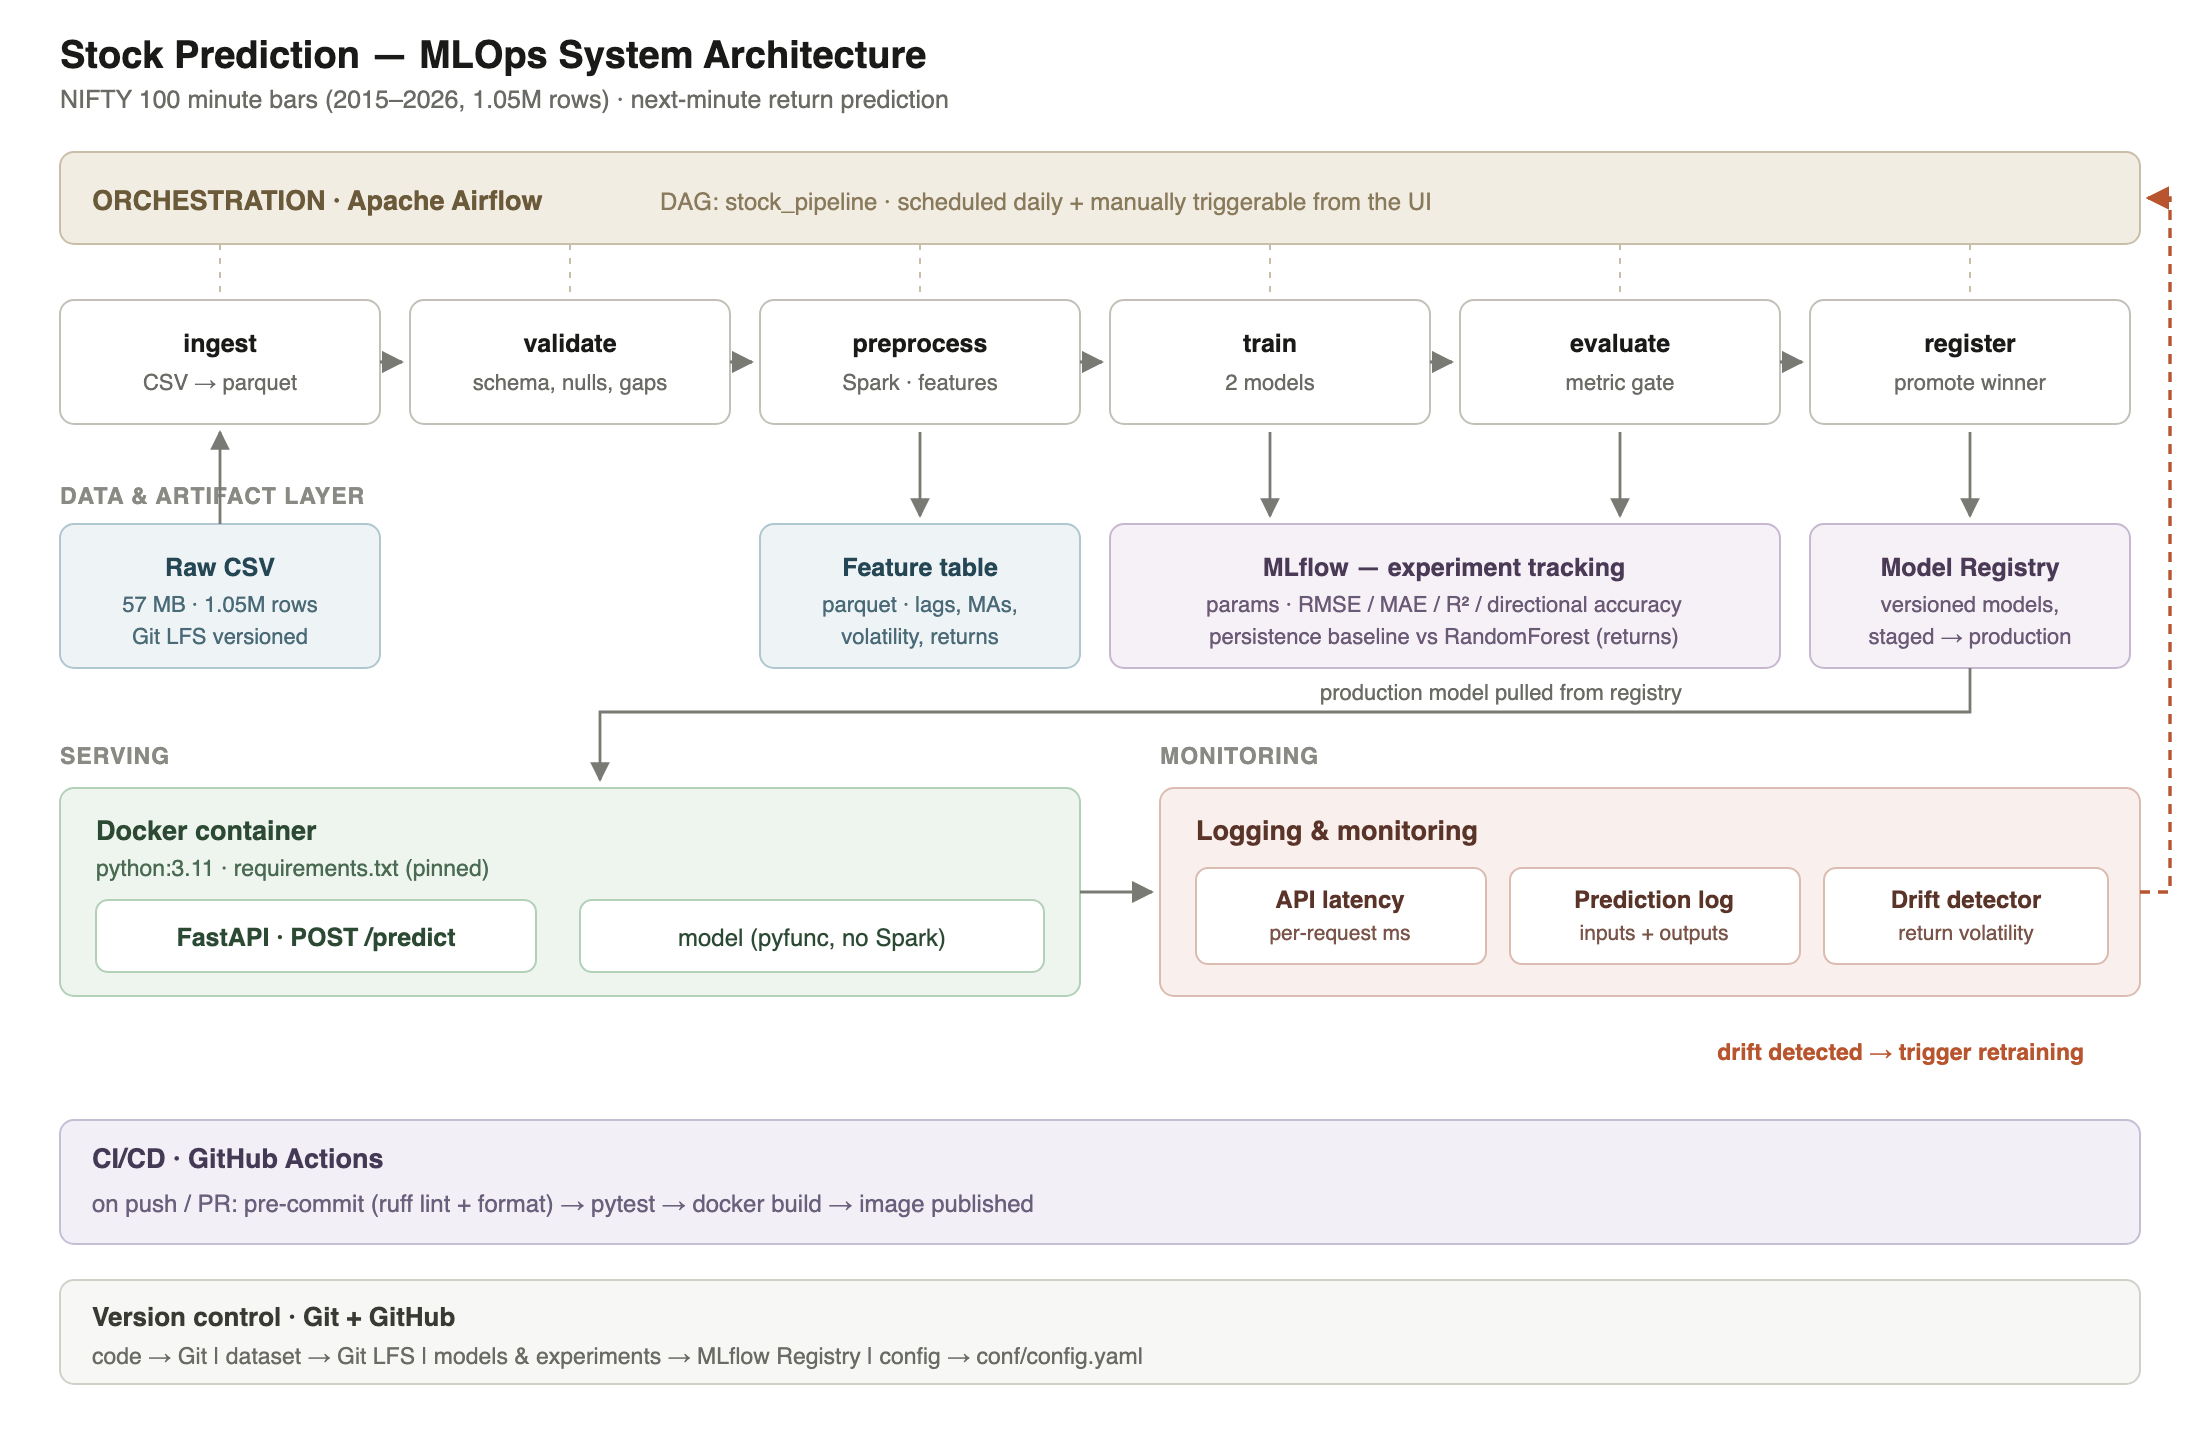 Stock Prediction — MLOps System Architecture
NIFTY 100 minute bars (2015–2026, 1.05M rows) · next-minute return prediction
ORCHESTRATION · Apache Airflow
DAG: stock_pipeline · scheduled daily + manually triggerable from the UI
ingest
CSV → parquet
validate
schema, nulls, gaps
preprocess
Spark · features
train
2 models
evaluate
metric gate
register
promote winner
DATA & ARTIFACT LAYER
Raw CSV
57 MB · 1.05M rows
Git LFS versioned
Feature table
parquet · lags, MAs,
volatility, returns
MLflow — experiment tracking
params · RMSE / MAE / R² / directional accuracy
persistence baseline vs RandomForest (returns)
Model Registry
versioned models,
staged → production
production model pulled from registry
SERVING
Docker container
python:3.11 · requirements.txt (pinned)
FastAPI · POST /predict
model (pyfunc, no Spark)
MONITORING
Logging & monitoring
API latency
per-request ms
Prediction log
inputs + outputs
Drift detector
return volatility
drift detected → trigger retraining
CI/CD · GitHub Actions
on push / PR: pre-commit (ruff lint + format) → pytest → docker build → image published
Version control · Git + GitHub
code → Git | dataset → Git LFS | models & experiments → MLflow Registry | config → conf/config.yaml